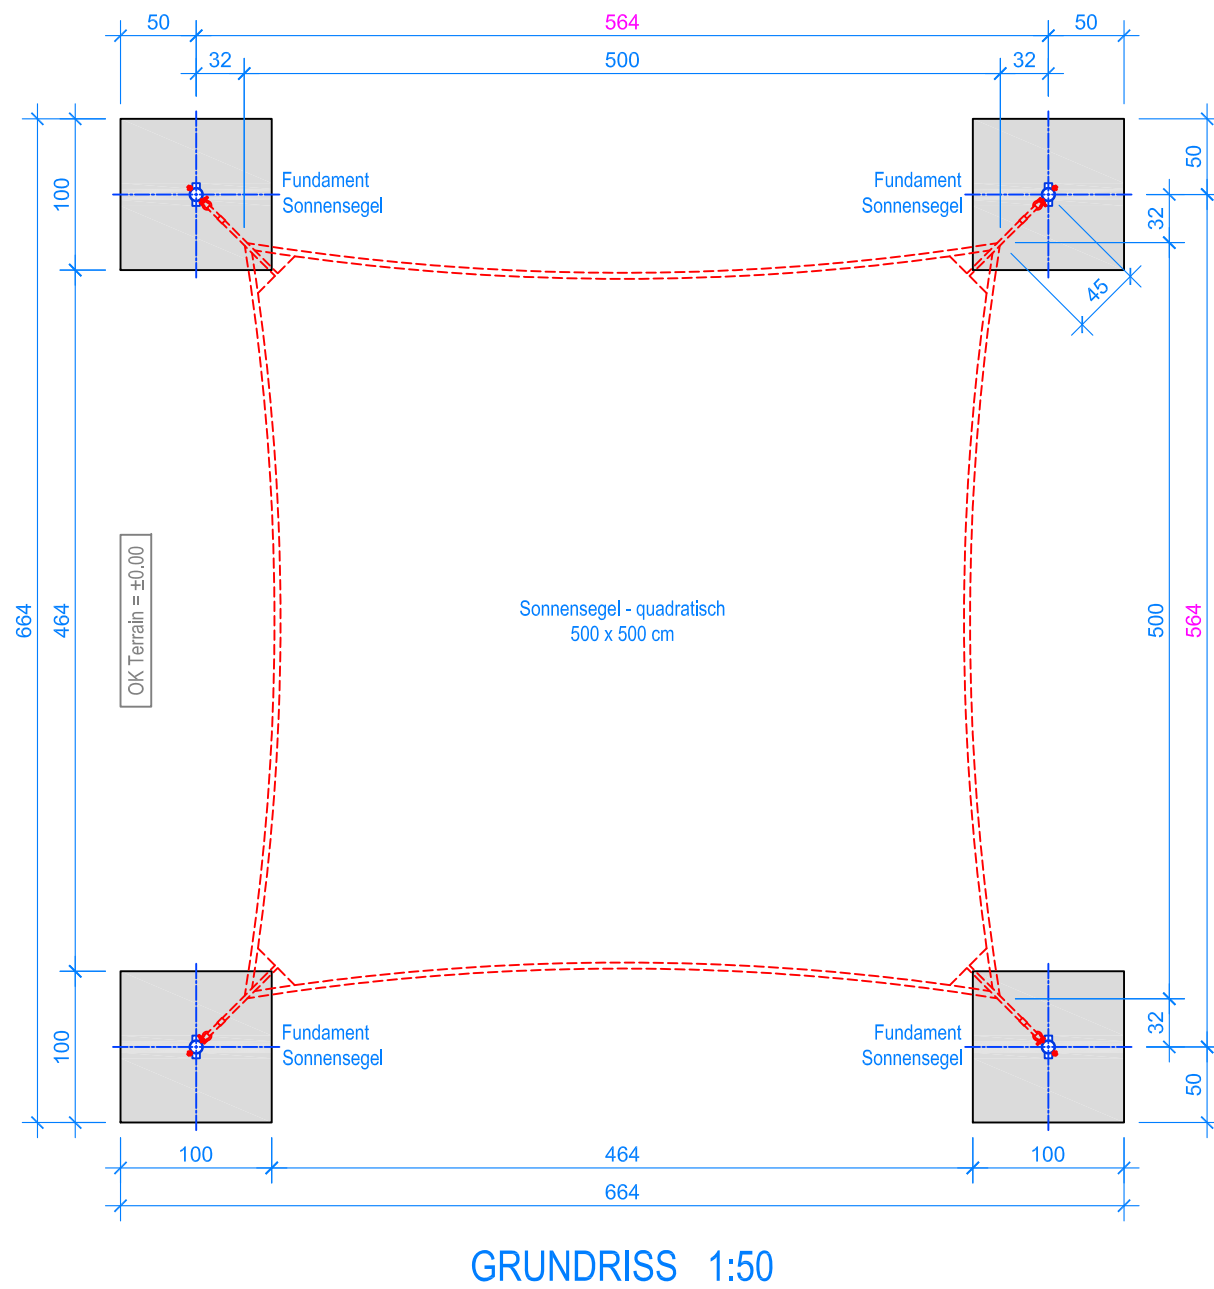 50
564
50
32
500
32
Fundament
Sonnensegel
Fundament
Sonnensegel
100
50
32
45
664
464
OK Terrain = ±0.00
Sonnensegel - quadratisch
500 x 500 cm
500
564
Fundament
Sonnensegel
Fundament
Sonnensegel
100
32
50
100
464
100
664
GRUNDRISS 1:50